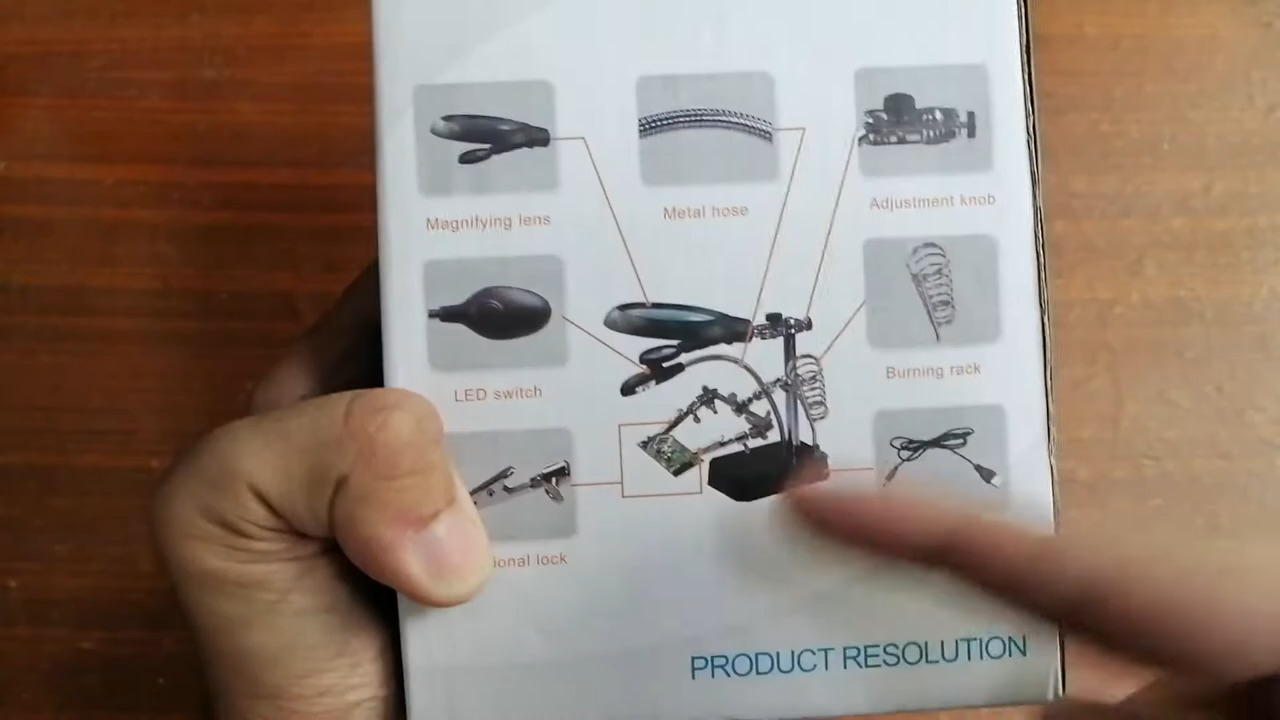 Magnifying lens
Metal hose
Adjustment knob
LED switch
Burning rack
ional lock
PRODUCT RESOLUTION